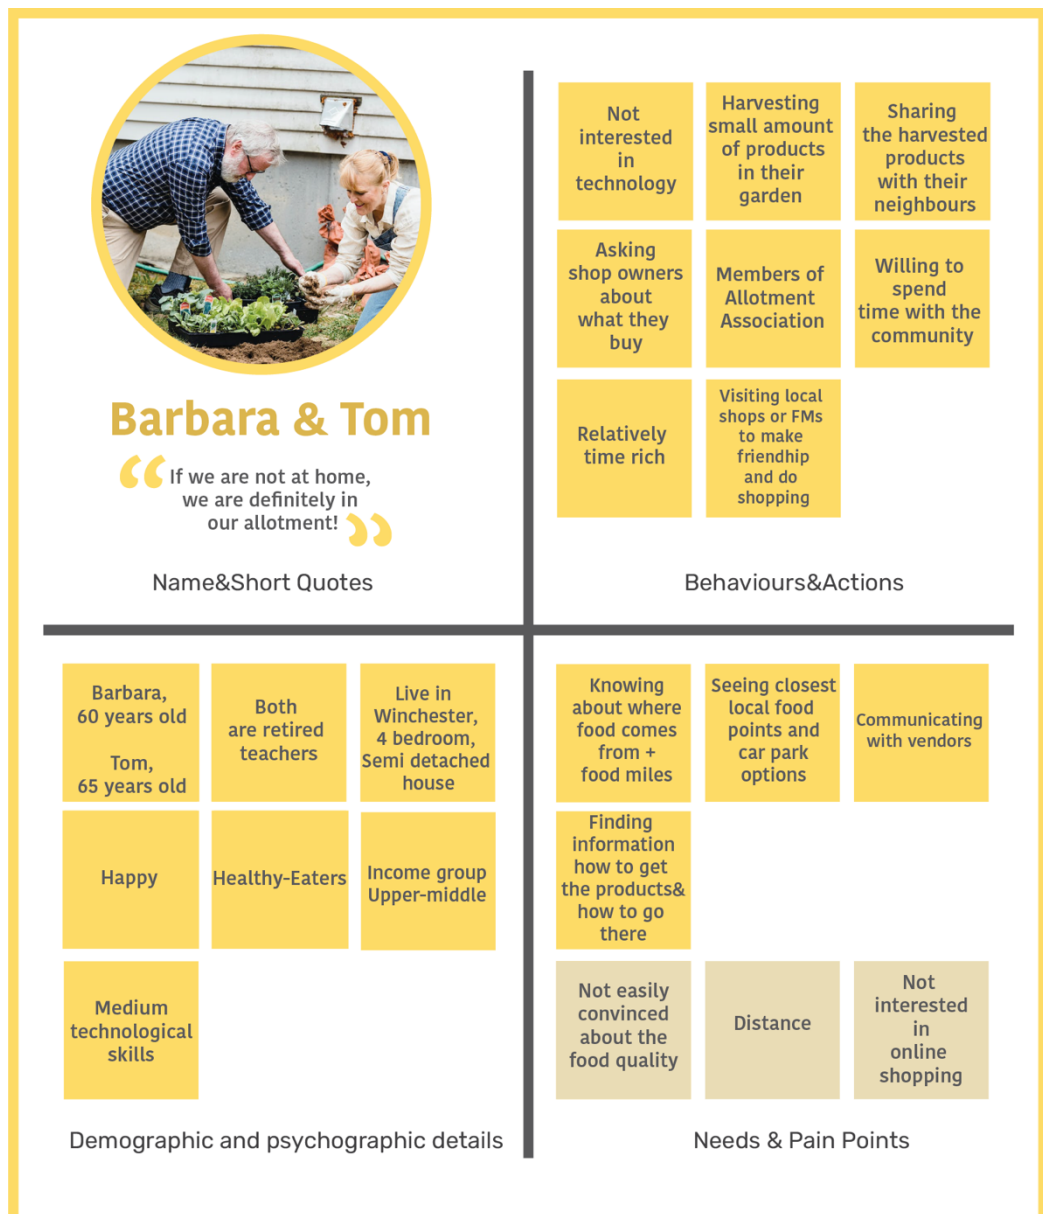 Barbara & Tom
“ If we are not at home,
we are definitely in
our allotment! ”
Name&Short Quotes
Not
interested
in
technology
Harvesting
small amount
of products
in their
garden
Sharing
the harvested
products
with their
neighbours
Asking
shop owners
about
what they
buy
Members of
Allotment
Association
Willing to
spend
time with the
community
Relatively
time rich
Visiting local
shops or FMs
to make
friendhip
and do
shopping
Behaviours&Actions
Barbara,
60 years old
Tom,
65 years old
Both
are retired
teachers
Live in
Winchester,
4 bedroom,
Semi detached
house
Happy
Healthy-Eaters
Income group
Upper-middle
Medium
technological
skills
Demographic and psychographic details
Knowing
about where
food comes
from +
food miles
Seeing closest
local food
points and
car park
options
Communicating
with vendors
Finding
information
how to get
the products&
how to go
there
Not easily
convinced
about the
food quality
Distance
Not
interested
in
online
shopping
Needs & Pain Points